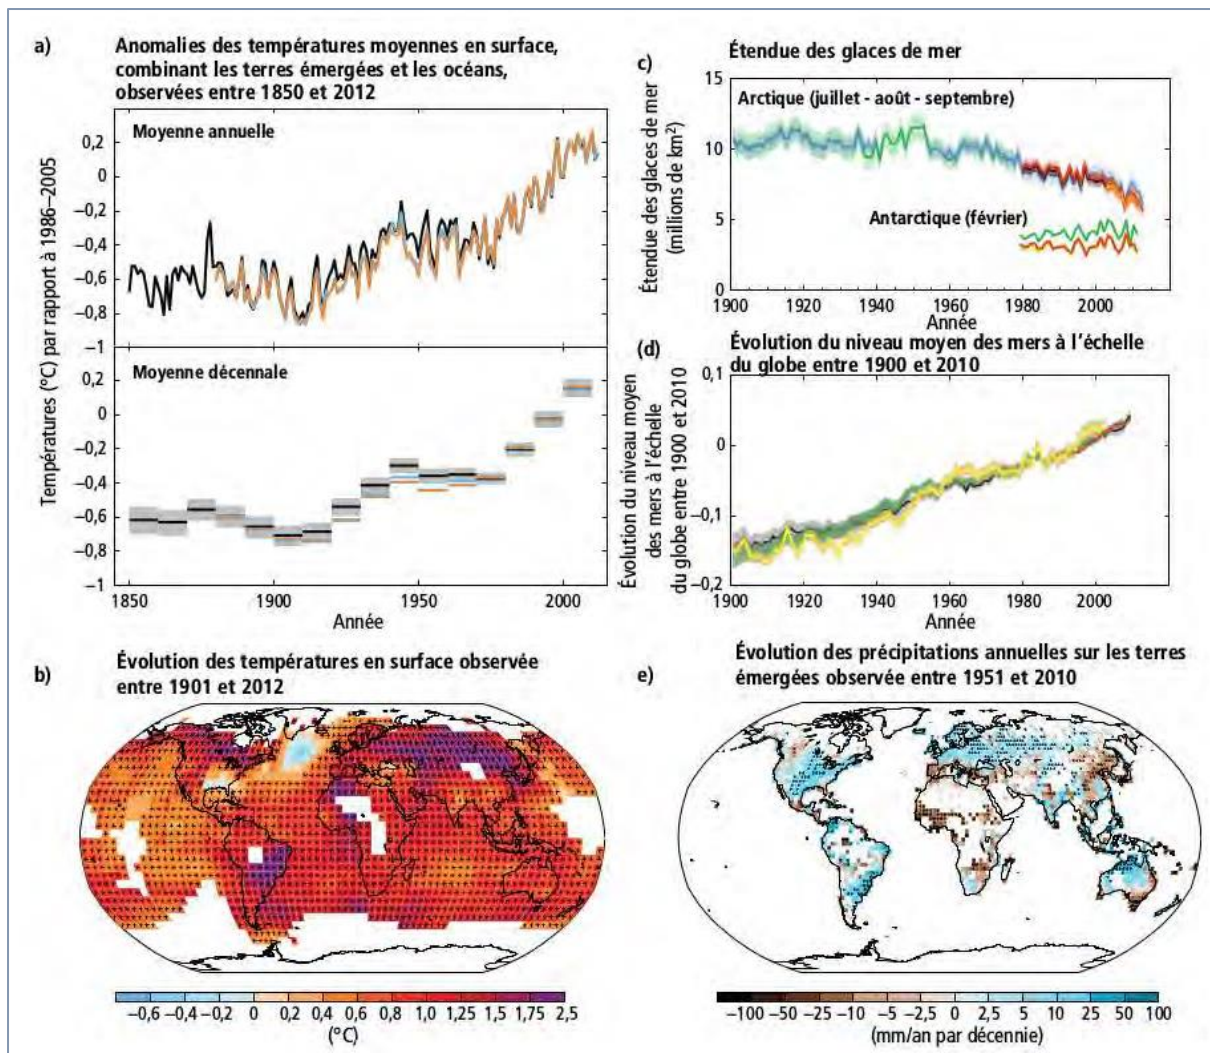 a) Anomalies des températures moyennes en surface,
combinant les terres émergées et les océans,
observées entre 1850 et 2012
Températures (°C) par rapport à 1986–2005
Moyenne annuelle
0,2
0
−0,2
−0,4
−0,6
−0,8
−1
Moyenne décennale
0,2
0
−0,2
−0,4
−0,6
−0,8
−1
1850 1900 1950 2000
Année
b) Évolution des températures en surface observée
entre 1901 et 2012
−0,6 −0,4 −0,2 0 0,2 0,4 0,6 0,8 1,0 1,25 1,5 1,75 2,5
(°C)
c) Étendue des glaces de mer
Étendue des glaces de mer
(millions de km²)
15
10
5
0
Arctique (juillet - août - septembre)
Antarctique (février)
1900 1920 1940 1960 1980 2000
Année
(d) Évolution du niveau moyen des mers à l'échelle
du globe entre 1900 et 2010
Évolution du niveau moyen
des mers à l'échelle
du globe entre 1900 et 2010
0,1
0
−0,1
−0,2
1900 1920 1940 1960 1980 2000
Année
e) Évolution des précipitations annuelles sur les terres
émergées observée entre 1951 et 2010
−100 −50 −25 −10 −5 −2,5 0 2,5 5 10 25 50 100
(mm/an par décennie)